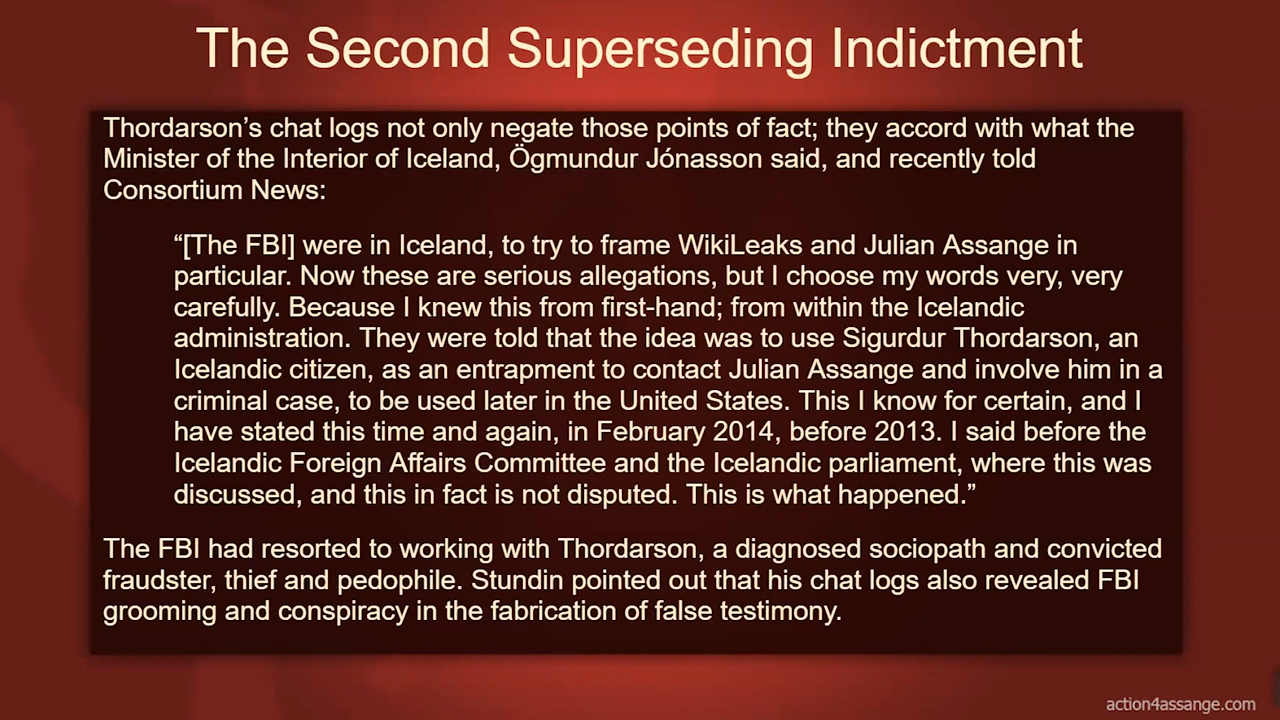 The Second Superseding Indictment
Thordarson’s chat logs not only negate those points of fact; they accord with what the
Minister of the Interior of Iceland, Ögmundur Jónasson said, and recently told
Consortium News:
“[The FBI] were in Iceland, to try to frame WikiLeaks and Julian Assange in
particular. Now these are serious allegations, but I choose my words very, very
carefully. Because I knew this from first-hand; from within the Icelandic
administration. They were told that the idea was to use Sigurdur Thordarson, an
Icelandic citizen, as an entrapment to contact Julian Assange and involve him in a
criminal case, to be used later in the United States. This I know for certain, and I
have stated this time and again, in February 2014, before 2013. I said before the
Icelandic Foreign Affairs Committee and the Icelandic parliament, where this was
discussed, and this in fact is not disputed. This is what happened.”
The FBI had resorted to working with Thordarson, a diagnosed sociopath and convicted
fraudster, thief and pedophile. Stundin pointed out that his chat logs also revealed FBI
grooming and conspiracy in the fabrication of false testimony.
action4assange.com